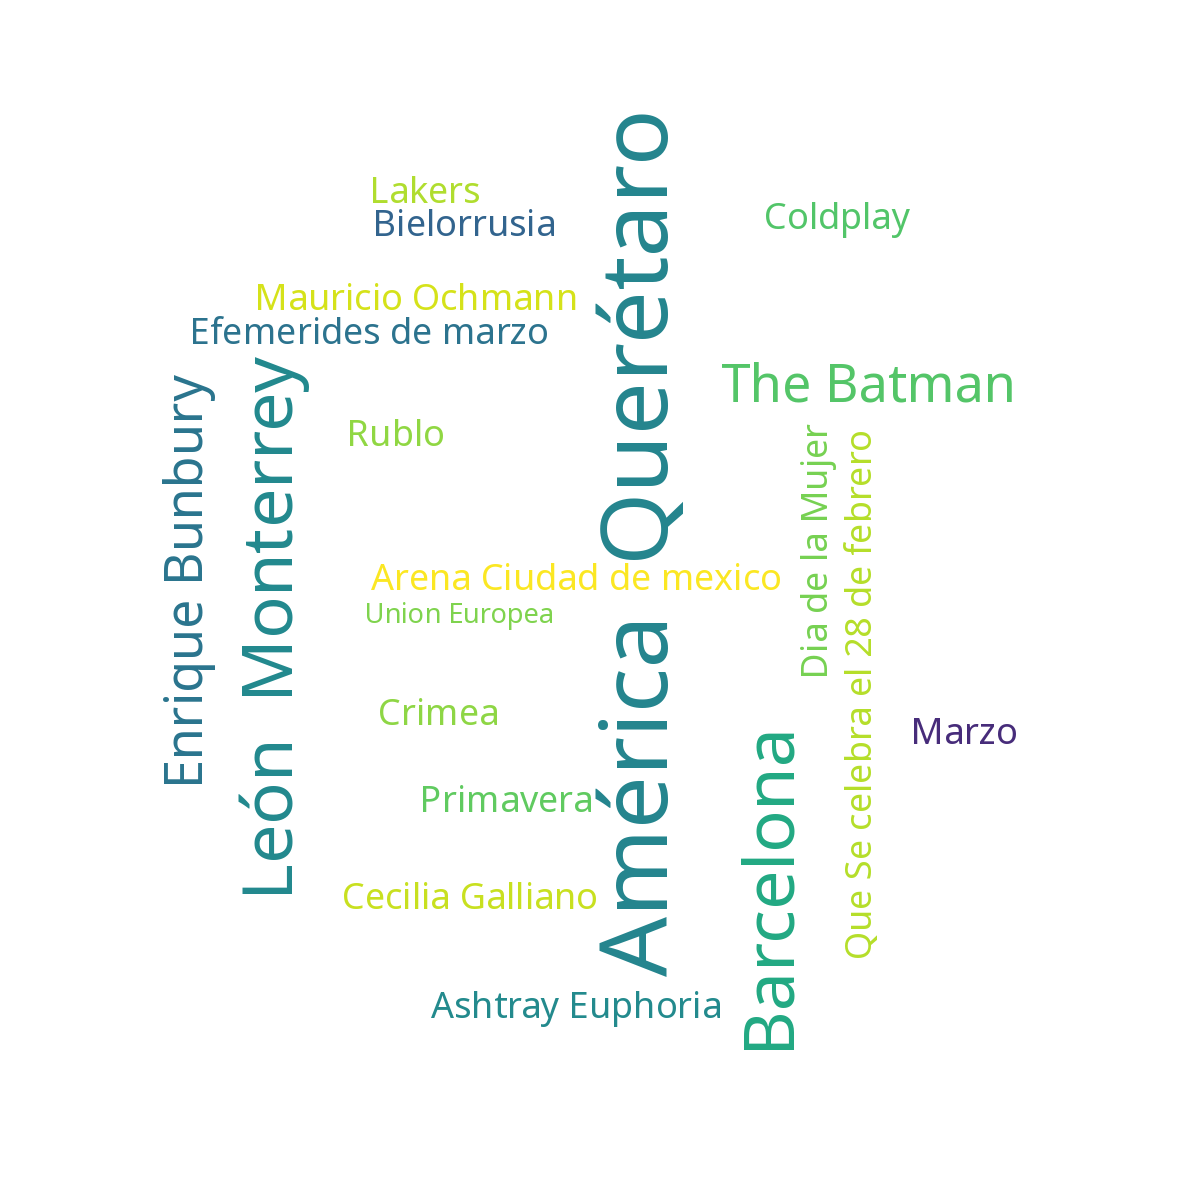 Lakers
Bielorrusia
Coldplay
Mauricio Ochmann
Efemerides de marzo
América Querétaro
The Batman
Enrique Bunbury
León Monterrey
Rublo
Dia de la Mujer
Que Se celebra el 28 de febrero
Arena Ciudad de mexico
Union Europea
Crimea
Marzo
Barcelona
Primavera
Cecilia Galliano
Ashtray Euphoria